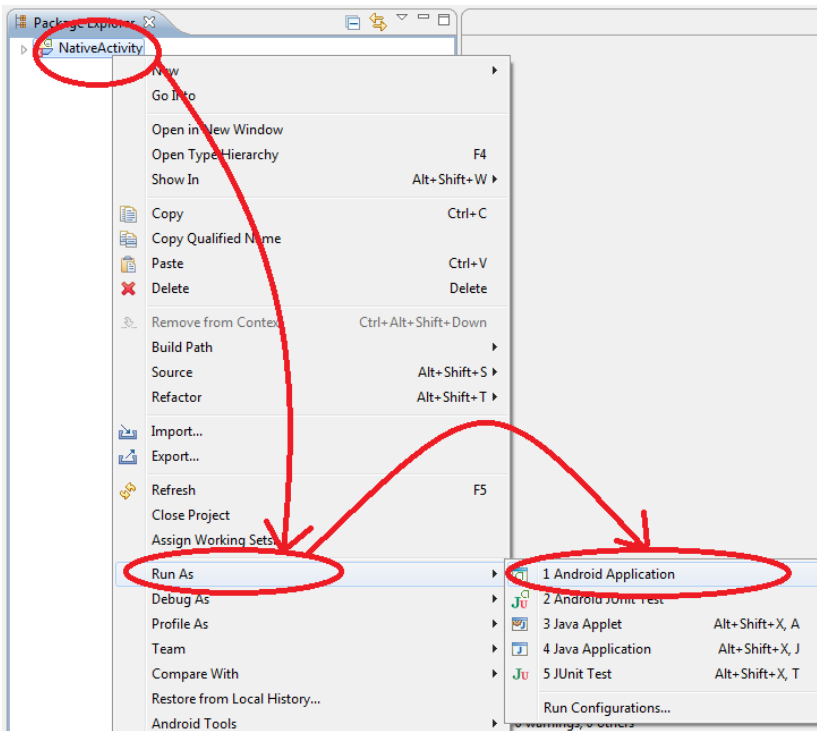 Package Explorer
NativeActivity
New
Go Into
Open in New Window
Open Type Hierarchy F4
Show In Alt+Shift+W
Copy Ctrl+C
Copy Qualified Name
Paste Ctrl+V
Delete Delete
Remove from Context Ctrl+Alt+Shift+Down
Build Path
Source Alt+Shift+S
Refactor Alt+Shift+T
Import...
Export...
Refresh F5
Close Project
Assign Working Sets...
Run As
1 Android Application
Debug As
2 Android JUnit Test
Profile As
3 Java Applet Alt+Shift+X, A
Team
4 Java Application Alt+Shift+X, J
Compare With
5 JUnit Test Alt+Shift+X, T
Restore from Local History...
Run Configurations...
Android Tools
warnings, 0 others